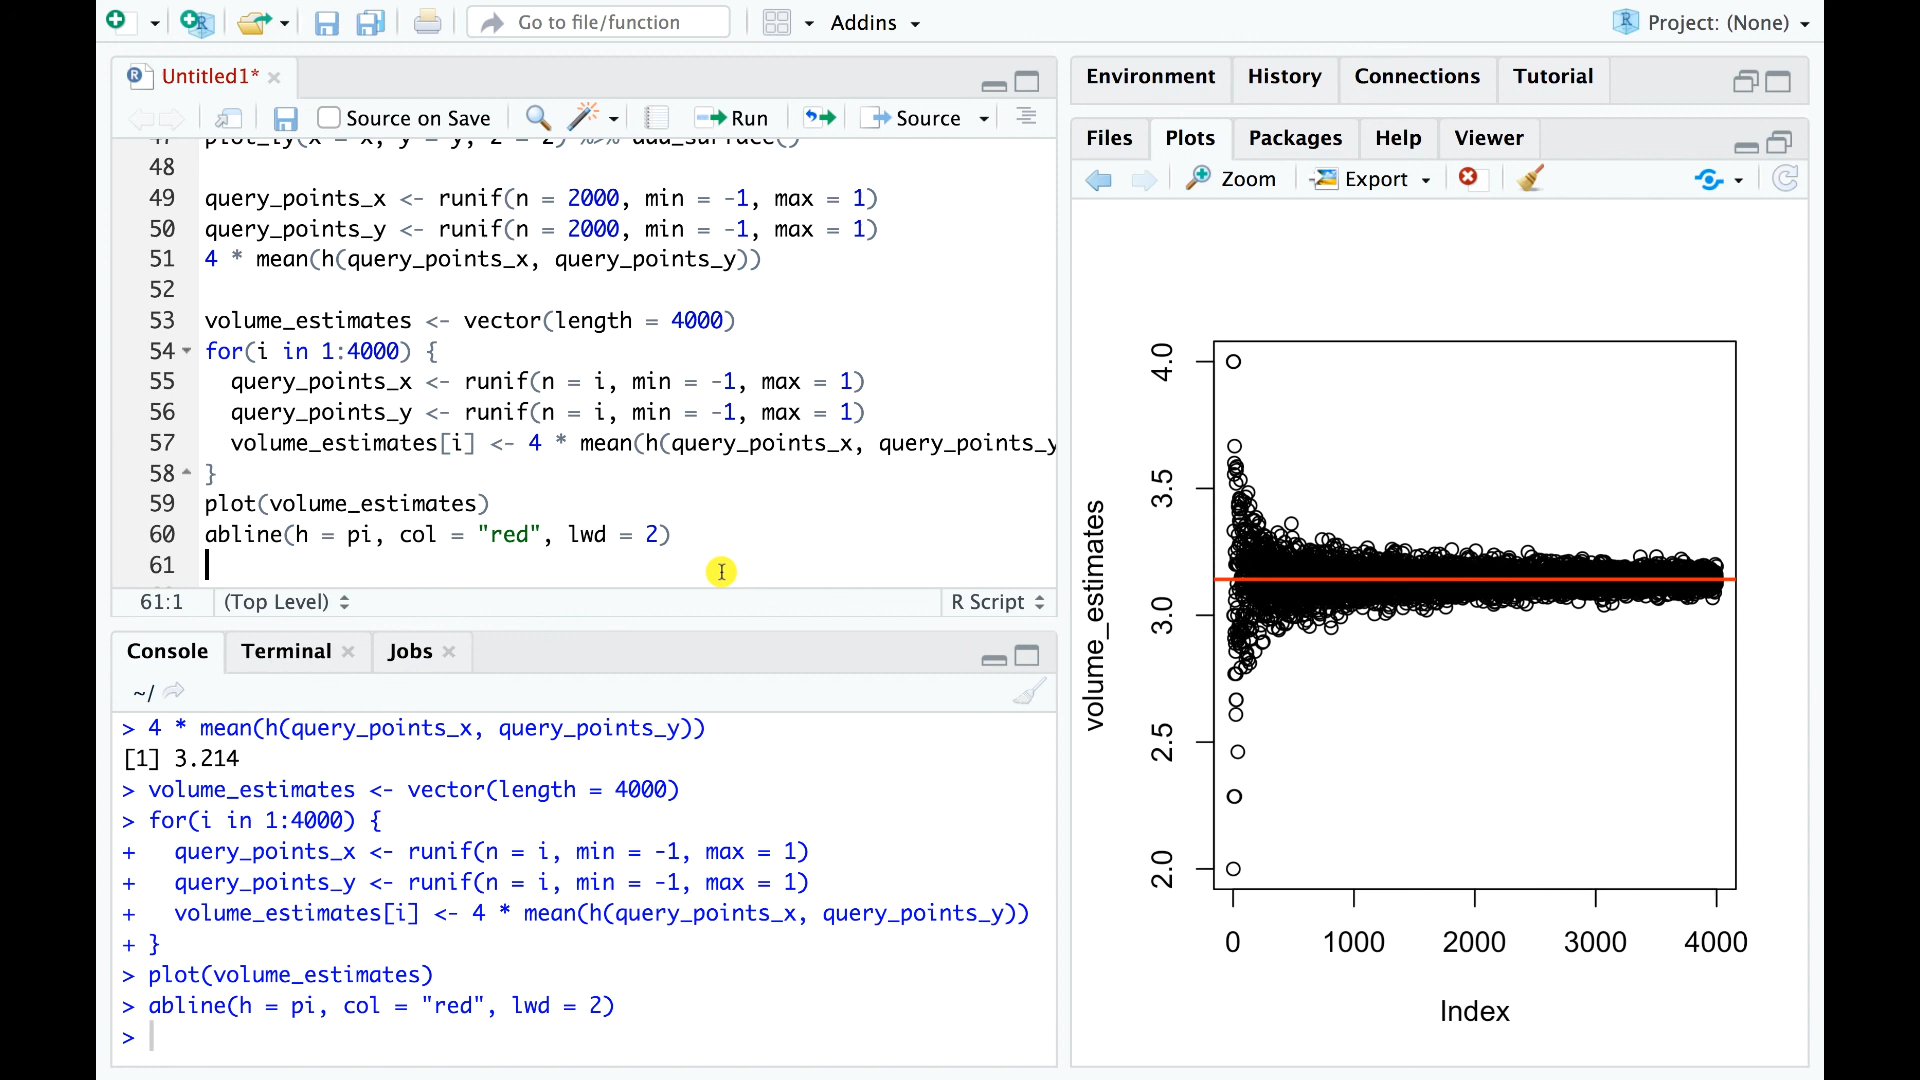 Go to file/function
Addins
Project: (None)
Untitled1*
Source on Save
Run
Source
48
49 query_points_x <- runif(n = 2000, min = -1, max = 1)
50 query_points_y <- runif(n = 2000, min = -1, max = 1)
51 4 * mean(h(query_points_x, query_points_y))
52
53 volume_estimates <- vector(length = 4000)
54 for(i in 1:4000) {
55 query_points_x <- runif(n = i, min = -1, max = 1)
56 query_points_y <- runif(n = i, min = -1, max = 1)
57 volume_estimates[i] <- 4 * mean(h(query_points_x, query_points_y
58 }
59 plot(volume_estimates)
60 abline(h = pi, col = "red", lwd = 2)
61
61:1 (Top Level) R Script
Console Terminal Jobs
~/
> 4 * mean(h(query_points_x, query_points_y))
[1] 3.214
> volume_estimates <- vector(length = 4000)
> for(i in 1:4000) {
+ query_points_x <- runif(n = i, min = -1, max = 1)
+ query_points_y <- runif(n = i, min = -1, max = 1)
+ volume_estimates[i] <- 4 * mean(h(query_points_x, query_points_y))
+ }
> plot(volume_estimates)
> abline(h = pi, col = "red", lwd = 2)
>
Environment History Connections Tutorial
Files Plots Packages Help Viewer
Zoom Export
volume_estimates
4.0
3.5
3.0
2.5
2.0
0 1000 2000 3000 4000
Index